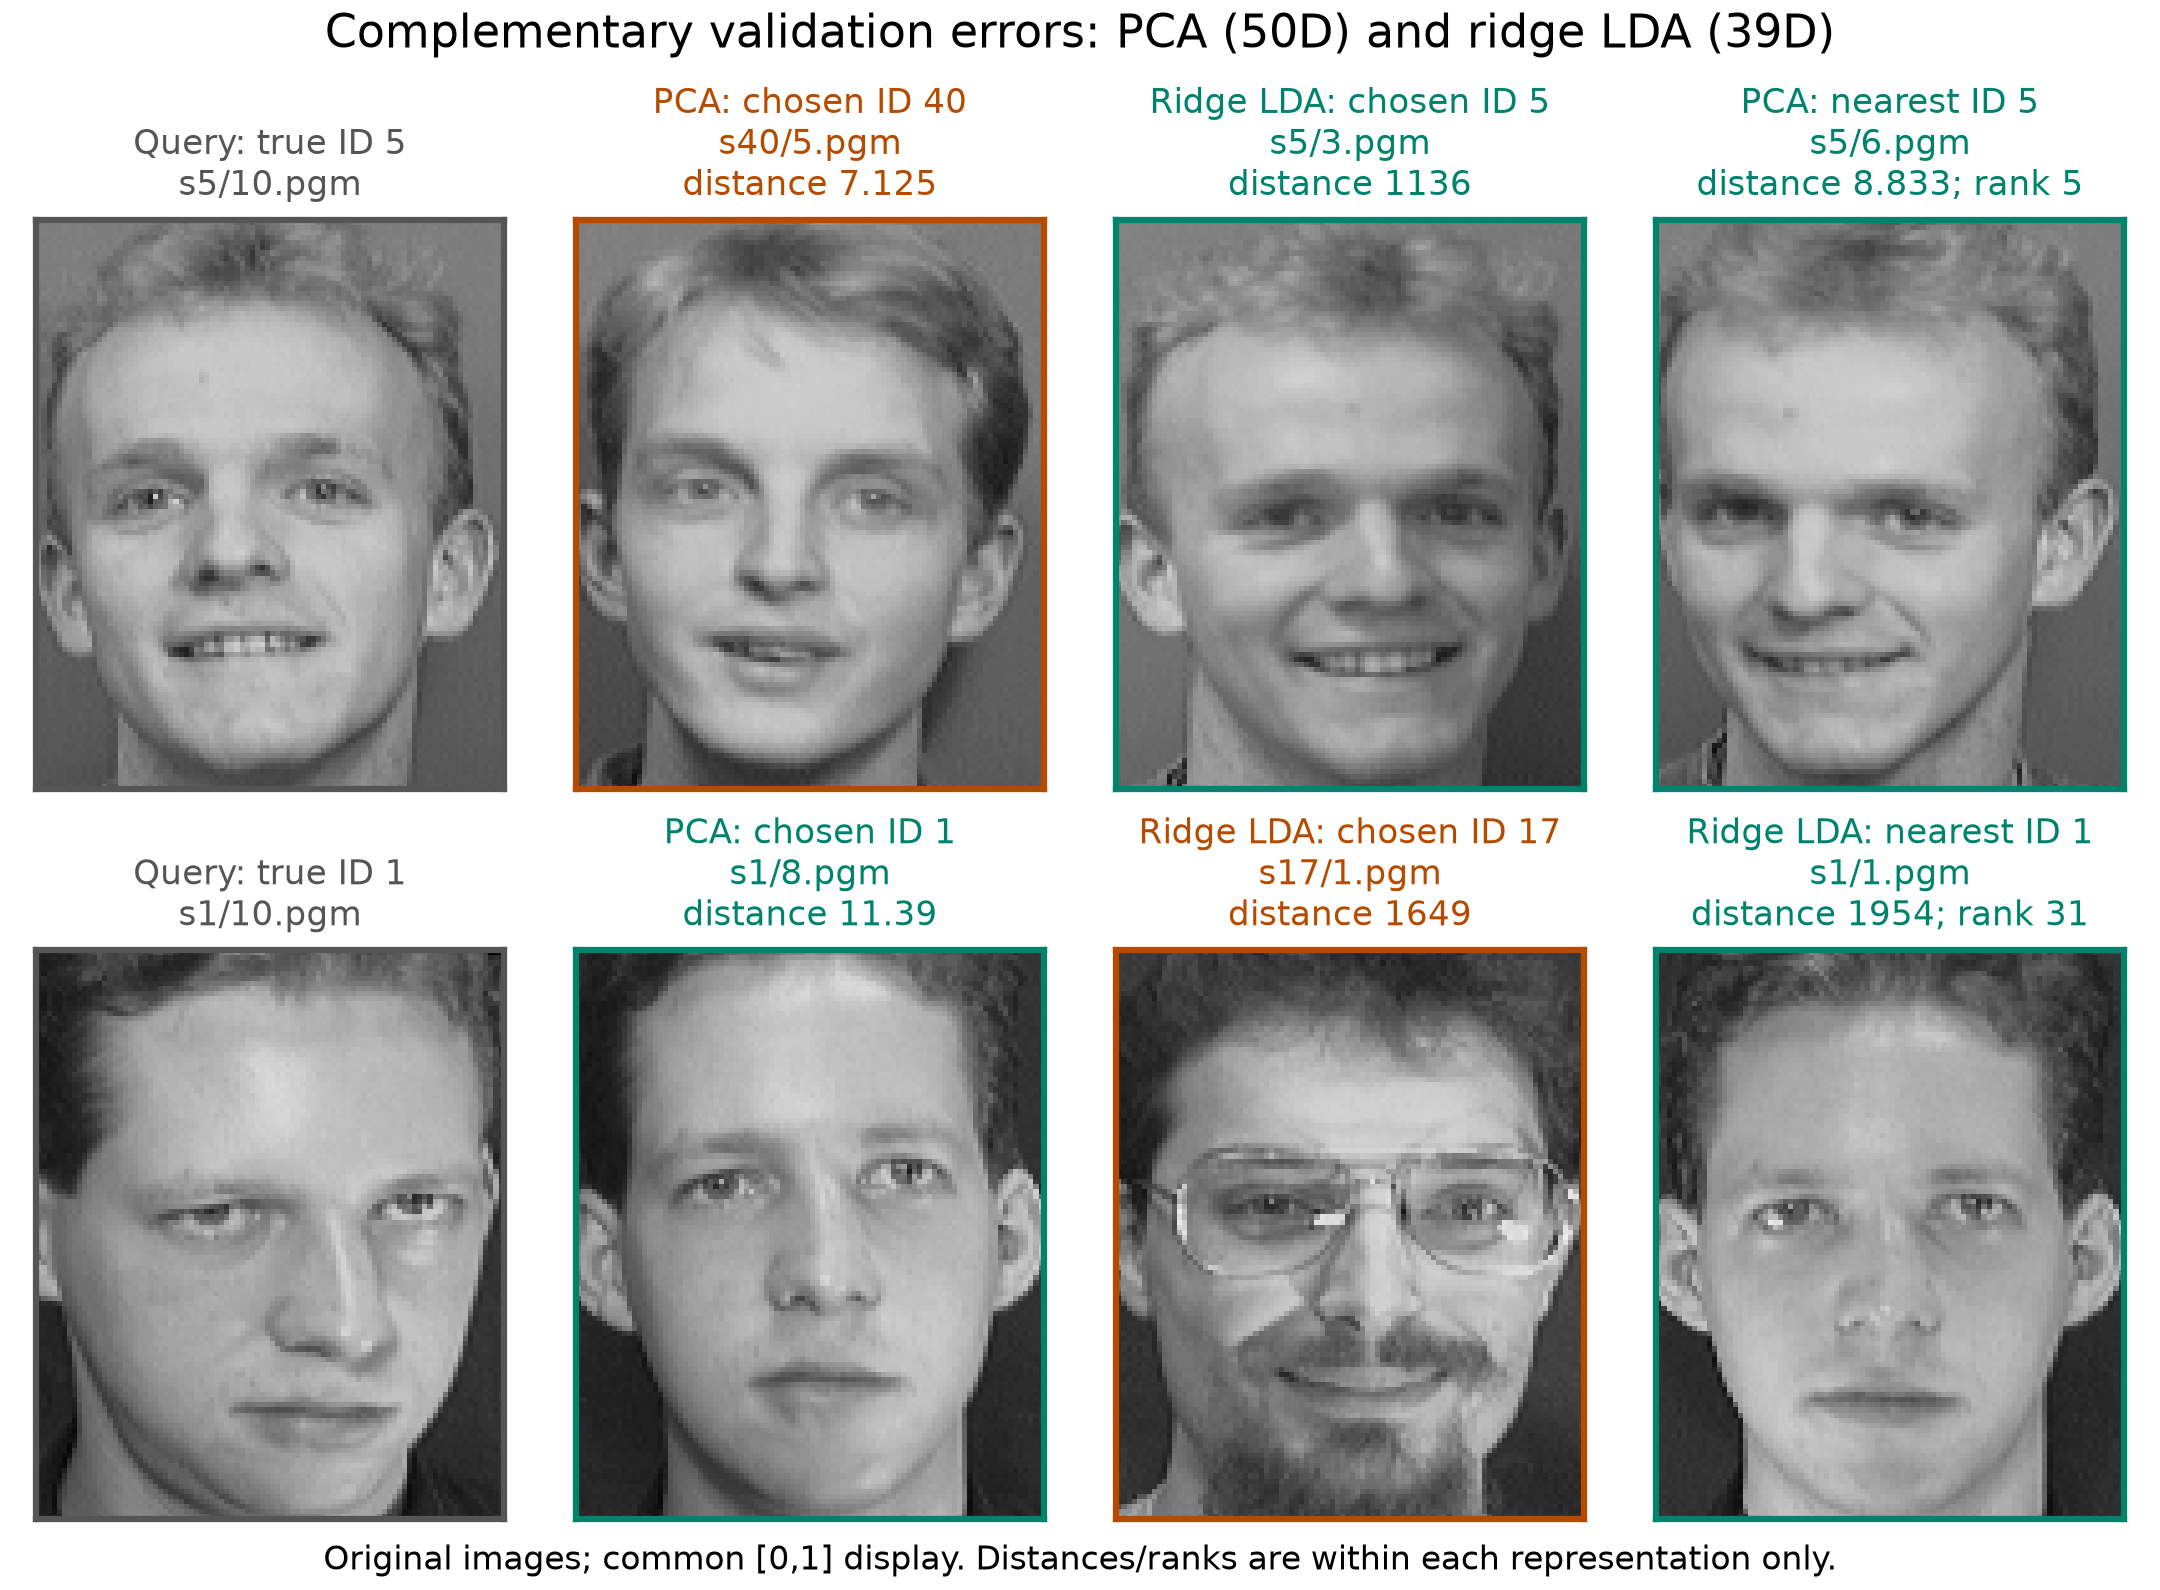 Complementary validation errors: PCA (50D) and ridge LDA (39D)
Query: true ID 5
s5/10.pgm
PCA: chosen ID 40
s40/5.pgm
distance 7.125
Ridge LDA: chosen ID 5
s5/3.pgm
distance 1136
PCA: nearest ID 5
s5/6.pgm
distance 8.833; rank 5
Query: true ID 1
s1/10.pgm
PCA: chosen ID 1
s1/8.pgm
distance 11.39
Ridge LDA: chosen ID 17
s17/1.pgm
distance 1649
Ridge LDA: nearest ID 1
s1/1.pgm
distance 1954; rank 31
Original images; common [0,1] display. Distances/ranks are within each representation only.